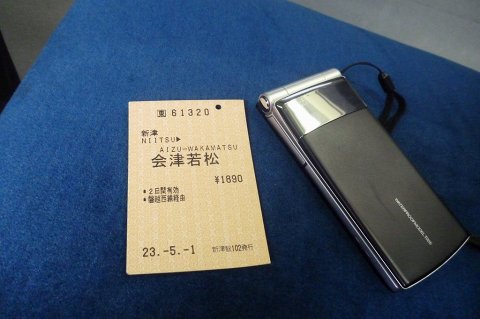 圓 61320
新津
NIITSU▶
AIZU-WAKAMATSU
会津若松
¥1890
・2日間有効
・磐越西線経由
23.-5.-1
新津駅102発行